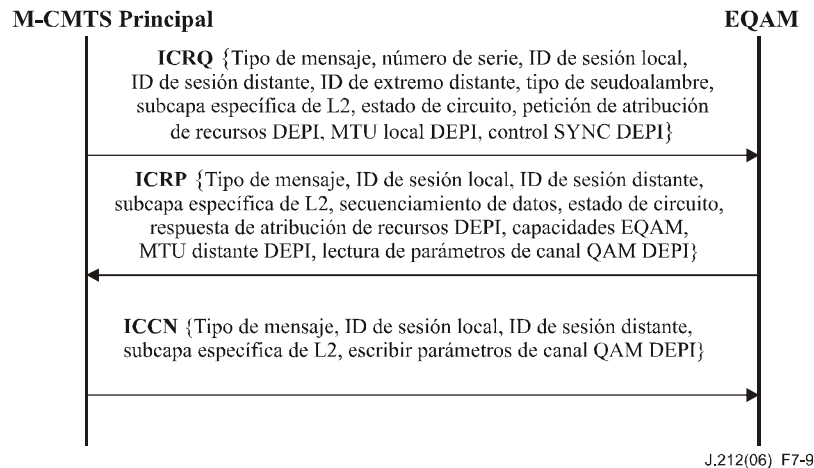 M-CMTS Principal
EQAM
ICRQ {Tipo de mensaje, número de serie, ID de sesión local,
ID de sesión distante, ID de extremo distante, tipo de seudoalambre,
subcapa específica de L2, estado de circuito, petición de atribución
de recursos DEPI, MTU local DEPI, control SYNC DEPI}
ICRP {Tipo de mensaje, ID de sesión local, ID de sesión distante,
subcapa específica de L2, secuenciamiento de datos, estado de circuito,
respuesta de atribución de recursos DEPI, capacidades EQAM,
MTU distante DEPI, lectura de parámetros de canal QAM DEPI}
ICCN {Tipo de mensaje, ID de sesión local, ID de sesión distante,
subcapa específica de L2, escribir parámetros de canal QAM DEPI}
J.212(06)_F7-9